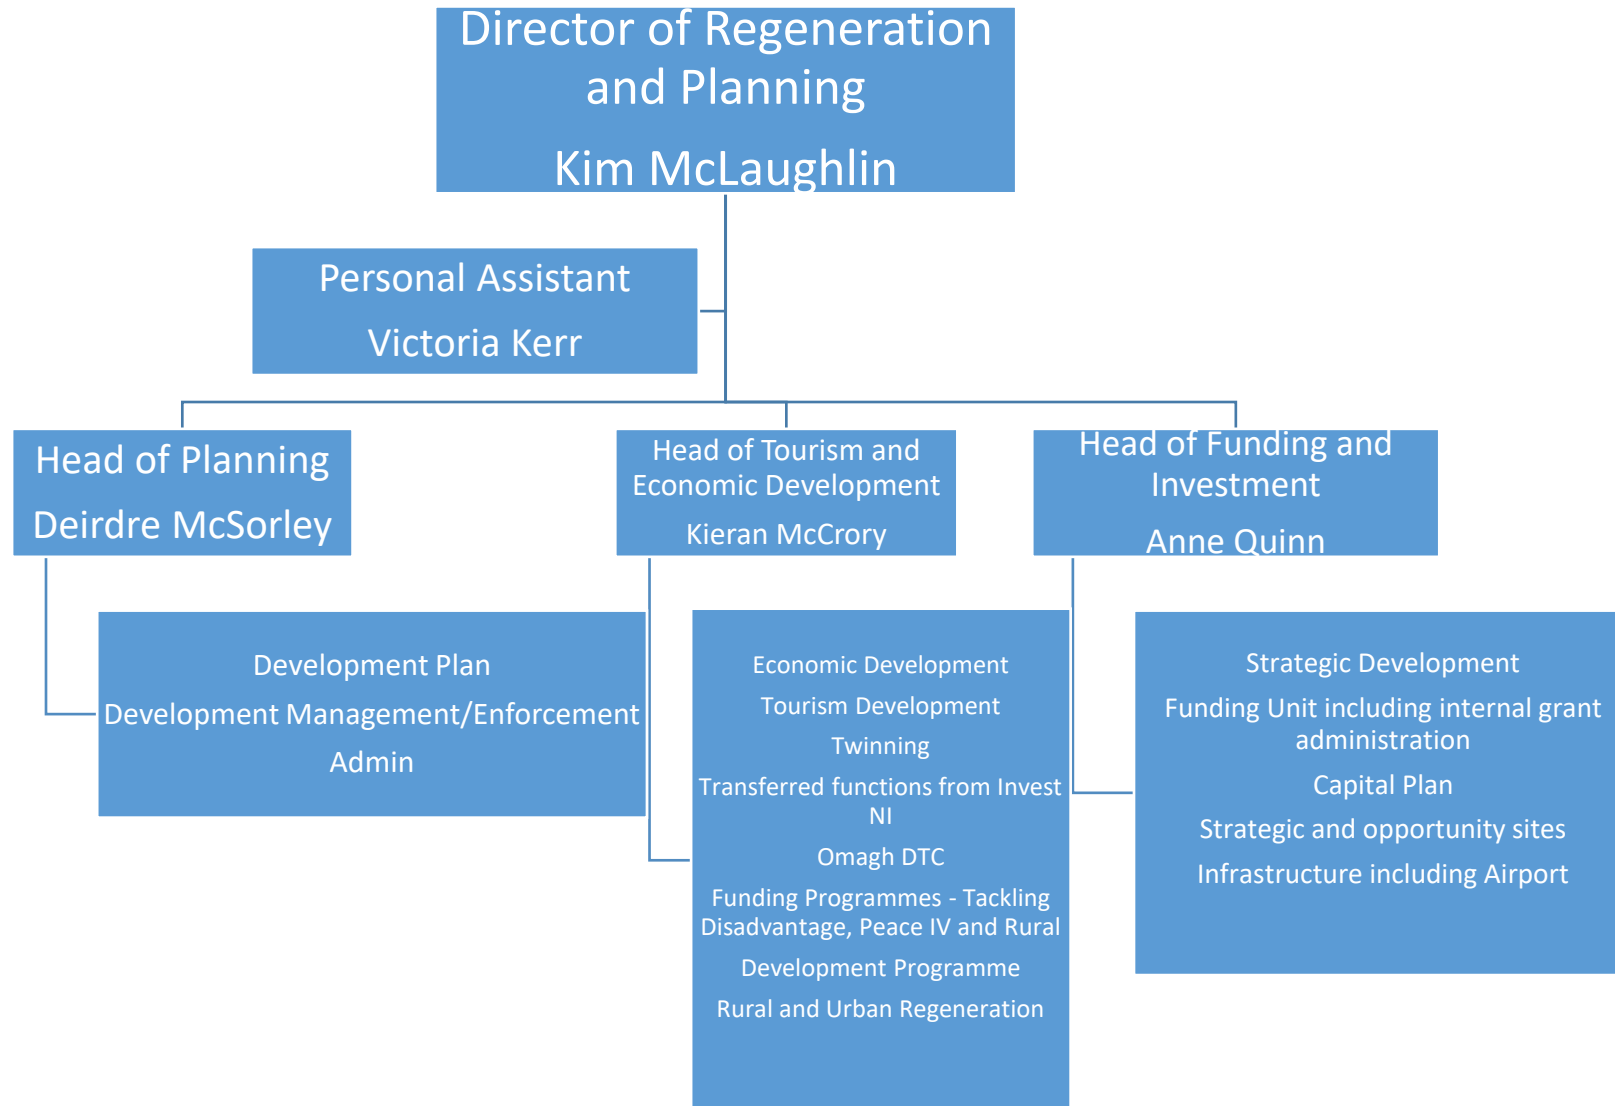 Director of Regeneration
and Planning
Kim McLaughlin
Personal Assistant
Victoria Kerr
Head of Planning
Deirdre McSorley
Head of Tourism and
Economic Development
Kieran McCrory
Head of Funding and
Investment
Anne Quinn
Development Plan
Development Management/Enforcement
Admin
Economic Development
Tourism Development
Twinning
Transferred functions from Invest
NI
Omagh DTC
Funding Programmes - Tackling
Disadvantage, Peace IV and Rural
Development Programme
Rural and Urban Regeneration
Strategic Development
Funding Unit including internal grant
administration
Capital Plan
Strategic and opportunity sites
Infrastructure including Airport